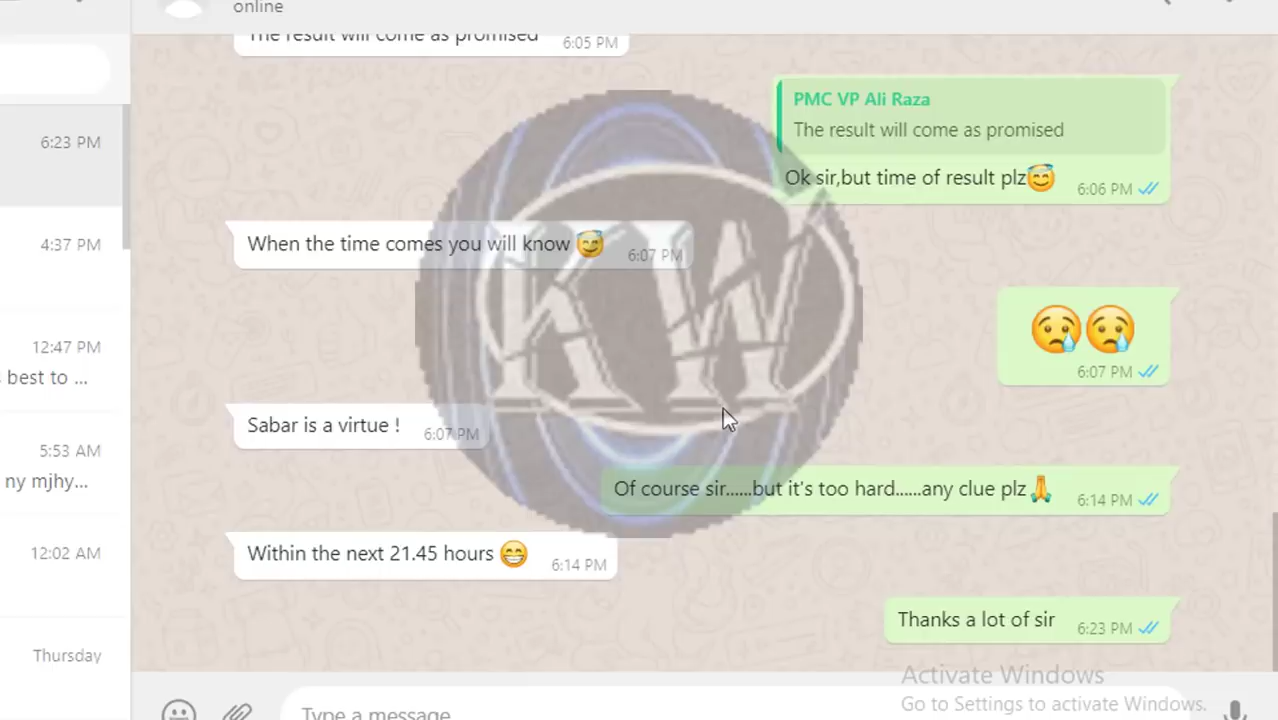 online
The result will come as promised 6:05 PM
PMC VP Ali Raza
6:23 PM
The result will come as promised
Ok sir,but time of result plz😇 6:06 PM
4:37 PM
When the time comes you will know 😇 6:07 PM
KW
😢😢
12:47 PM
6:07 PM
best to ...
Sabar is a virtue ! 6:07 PM
5:53 AM
ny mjhy...
Of course sir......but it's too hard......any clue plz🙏 6:14 PM
12:02 AM
Within the next 21.45 hours 😁 6:14 PM
Thanks a lot of sir 6:23 PM
Thursday
Activate Windows
Go to Settings to activate Windows.
Type a message